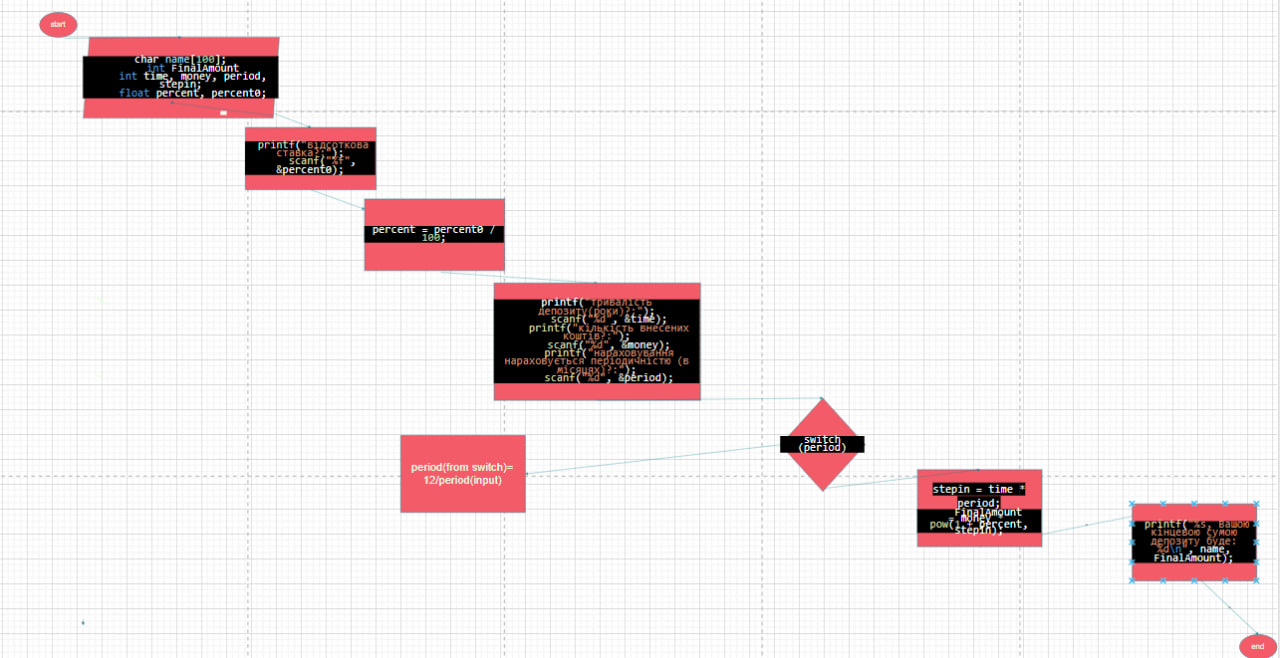 start
char name[100];
int FinalAmount
int time, money, period,
stepin;
float percent, percent0;
printf("відсоткова
ставка?:");
scanf("%f",
&percent0);
percent = percent0 /
100;
printf("тривалість
депозиту(роки)?:");
scanf("%d", &time);
printf("кількість внесених
коштів?:");
scanf("%d", &money);
printf("нараховування
нараховується періодичністю (в
місяцях)?:");
scanf("%d", &period);
switch
(period)
period(from switch)=
12/period(input)
stepin = time *
period;
FinalAmount
= money *
pow(1 + percent,
stepin);
printf("%s, Вашою
кінцевою сумою
депозиту буде:
%d\n", name,
FinalAmount);
end